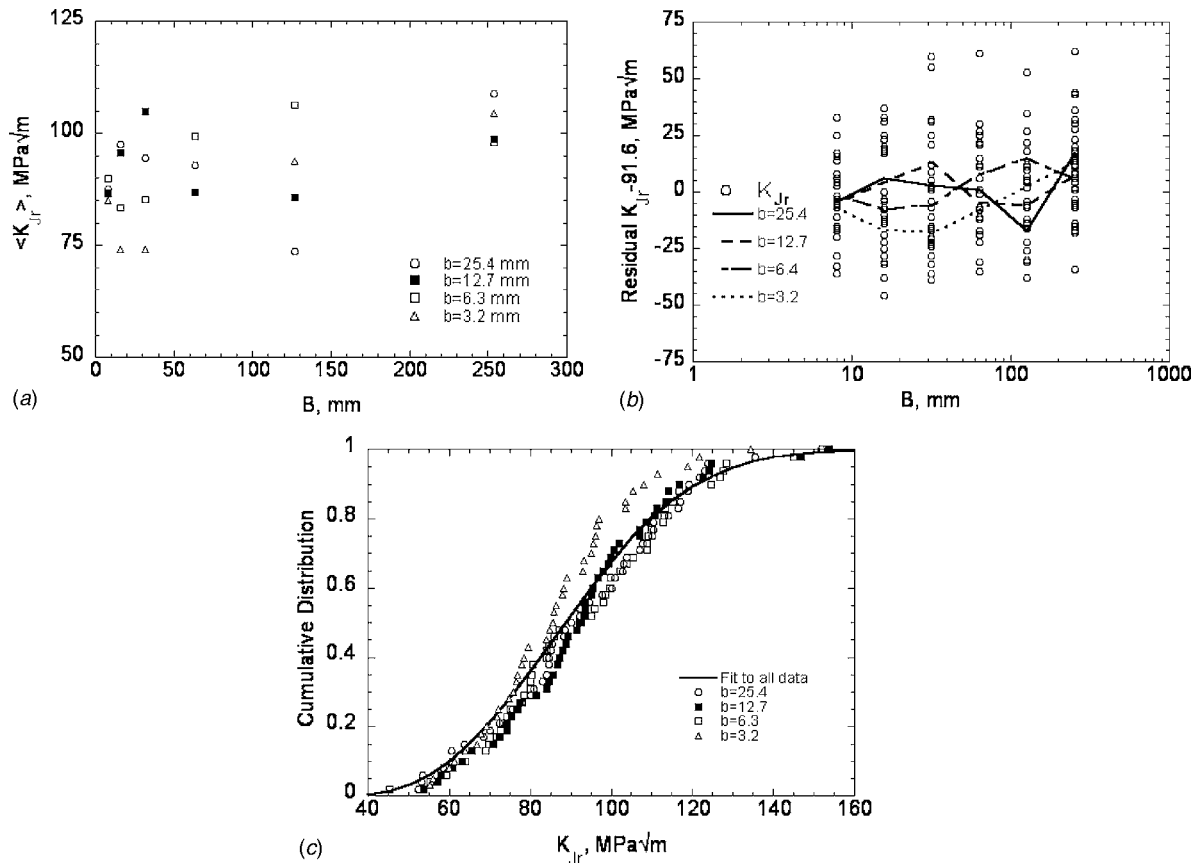 125
100
75
50
<K_Jr>, MPa√m
0 50 100 150 200 250 300
B, mm
b=25.4 mm
b=12.7 mm
b=6.3 mm
b=3.2 mm
(a)
75
50
25
0
-25
-50
-75
Residual K_Jr-91.6, MPa√m
K_Jr
b=25.4
b=12.7
b=6.4
b=3.2
1 10 100 1000
B, mm
(b)
1
0.8
0.6
0.4
0.2
0
Cumulative Distribution
Fit to all data
b=25.4
b=12.7
b=6.3
b=3.2
40 60 80 100 120 140 160
K_Jr, MPa√m
(c)